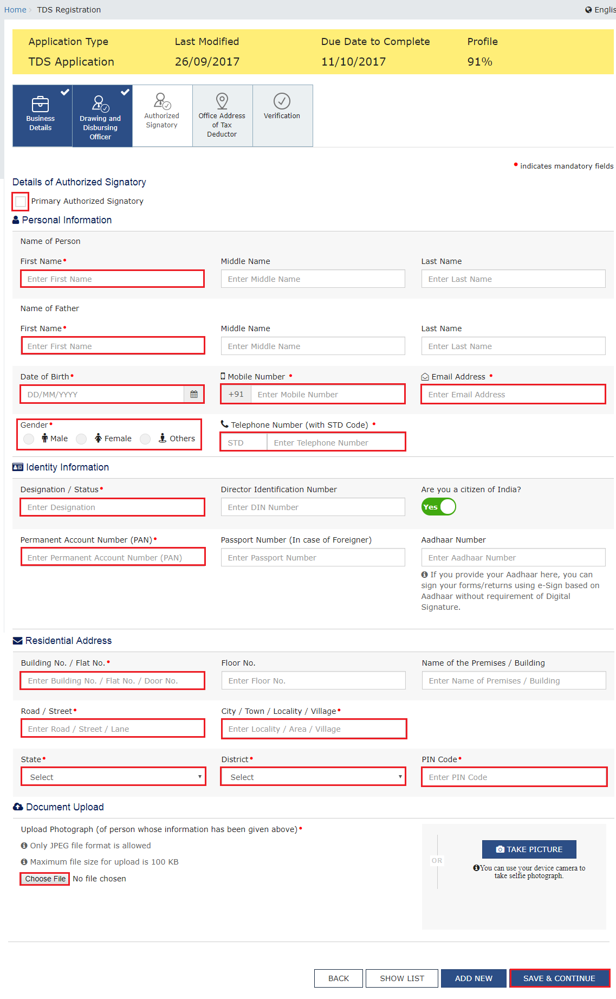 Home › TDS Registration
Englis
Application Type Last Modified Due Date to Complete Profile
TDS Application 26/09/2017 11/10/2017 91%
Business
Details
Drawing and
Disbursing
Officer
Authorized
Signatory
Office Address
of Tax
Deductor
Verification
• indicates mandatory fields
Details of Authorized Signatory
Primary Authorized Signatory
Personal Information
Name of Person
First Name• Middle Name Last Name
Enter First Name Enter Middle Name Enter Last Name
Name of Father
First Name• Middle Name Last Name
Enter First Name Enter Middle Name Enter Last Name
Date of Birth• Mobile Number • Email Address •
DD/MM/YYYY +91 Enter Mobile Number Enter Email Address
Gender• Telephone Number (with STD Code) •
Male Female Others STD Enter Telephone Number
Identity Information
Designation / Status• Director Identification Number Are you a citizen of India?
Enter Designation Enter DIN Number Yes
Permanent Account Number (PAN)• Passport Number (In case of Foreigner) Aadhaar Number
Enter Permanent Account Number (PAN) Enter Passport Number Enter Aadhaar Number
If you provide your Aadhaar here, you can
sign your forms/returns using e-Sign based on
Aadhaar without requirement of Digital
Signature.
Residential Address
Building No. / Flat No.• Floor No. Name of the Premises / Building
Enter Building No. / Flat No. / Door No. Enter Floor No. Enter Name of Premises / Building
Road / Street• City / Town / Locality / Village•
Enter Road / Street / Lane Enter Locality / Area / Village
State• District• PIN Code•
Select Select Enter PIN Code
Document Upload
Upload Photograph (of person whose information has been given above)•
Only JPEG file format is allowed
Maximum file size for upload is 100 KB
Choose File No file chosen
OR
TAKE PICTURE
You can use your device camera to
take selfie photograph.
BACK SHOW LIST ADD NEW SAVE & CONTINUE